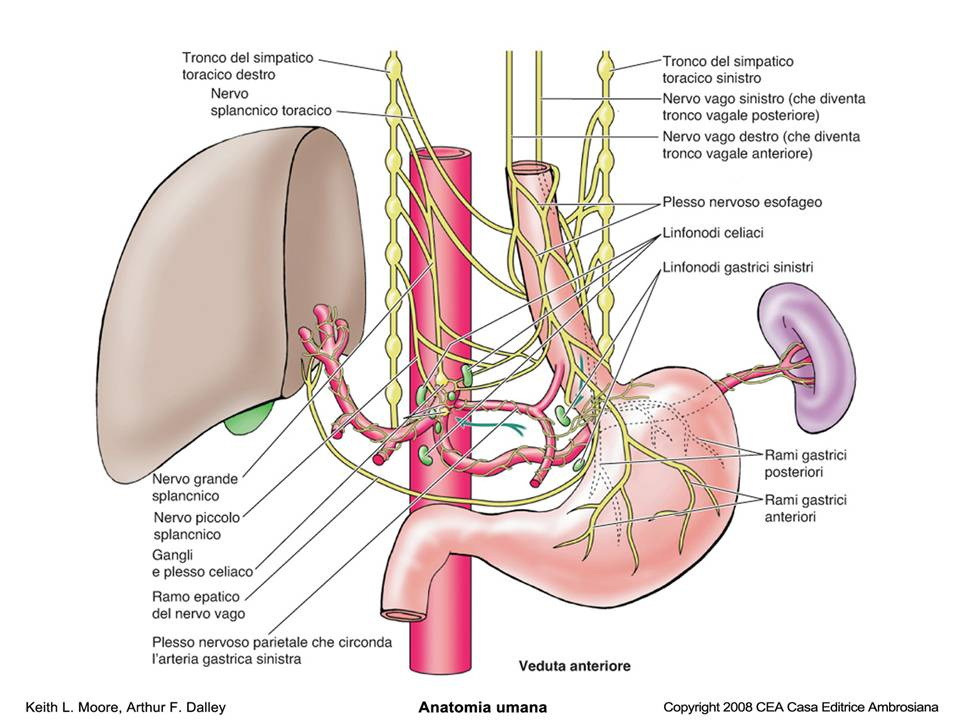 Tronco del simpatico
toracico destro
Nervo
splancnico toracico
Tronco del simpatico
toracico sinistro
Nervo vago sinistro (che diventa
tronco vagale posteriore)
Nervo vago destro (che diventa
tronco vagale anteriore)
Plesso nervoso esofageo
Linfonodi celiaci
Linfonodi gastrici sinistri
Rami gastrici
posteriori
Rami gastrici
anteriori
Nervo grande
splancnico
Nervo piccolo
splancnico
Gangli
e plesso celiaco
Ramo epatico
del nervo vago
Plesso nervoso parietale che circonda
l'arteria gastrica sinistra
Veduta anteriore
Keith L. Moore, Arthur F. Dalley
Anatomia umana
Copyright 2008 CEA Casa Editrice Ambrosiana